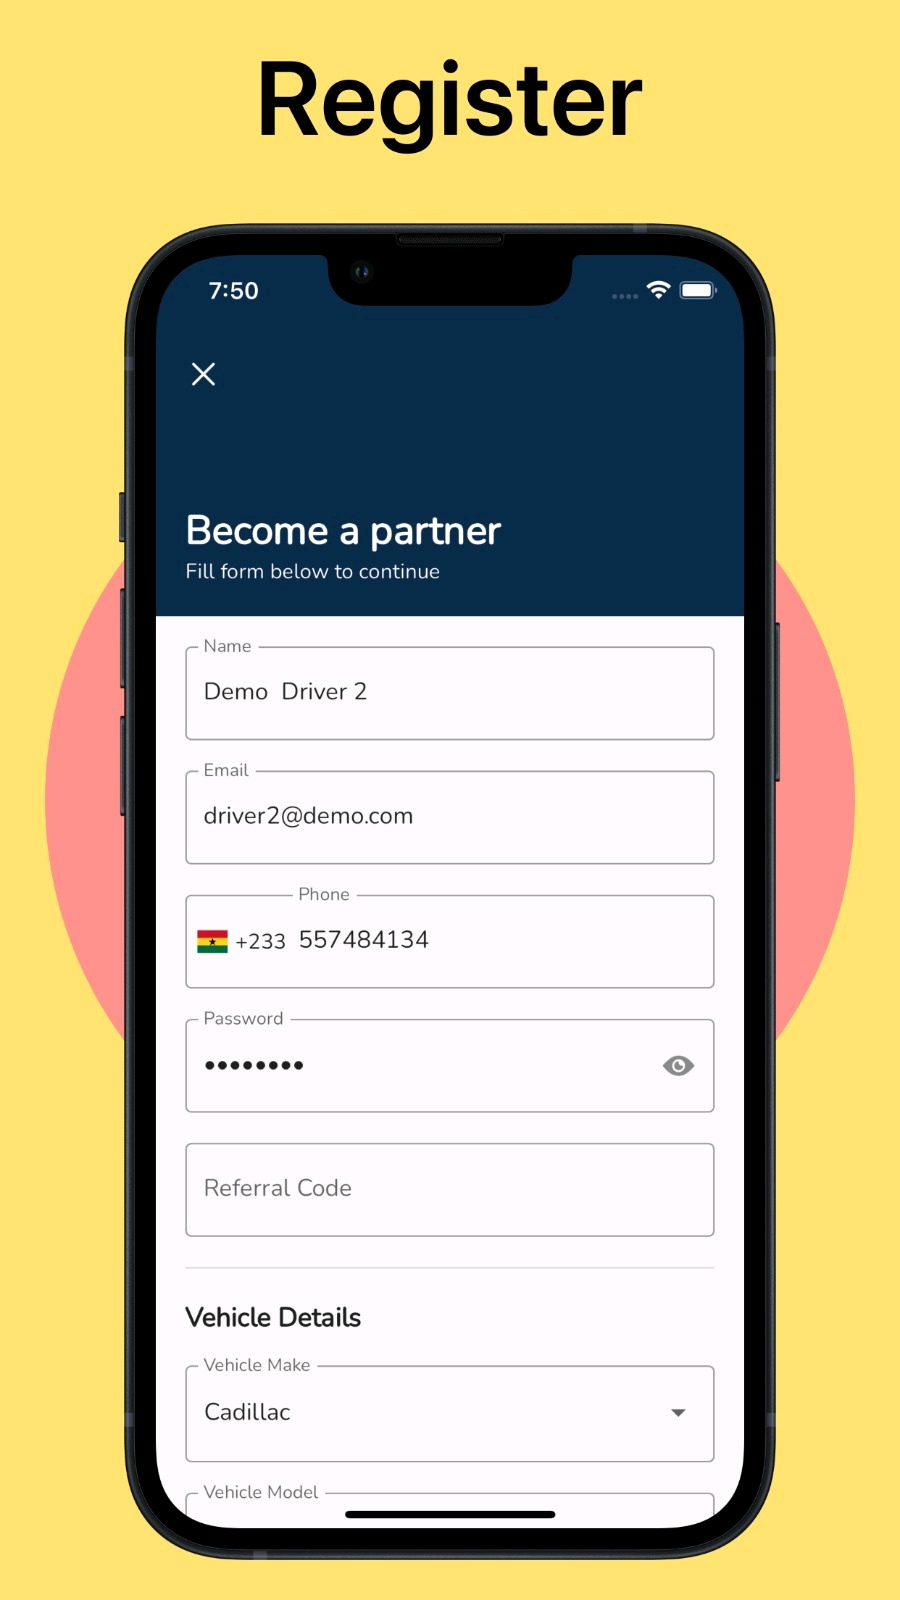 Register
7:50
Become a partner
Fill form below to continue
Name
Demo  Driver 2
Email
driver2@demo.com
Phone
+233 557484134
Password
••••••••
Referral Code
Vehicle Details
Vehicle Make
Cadillac
Vehicle Model